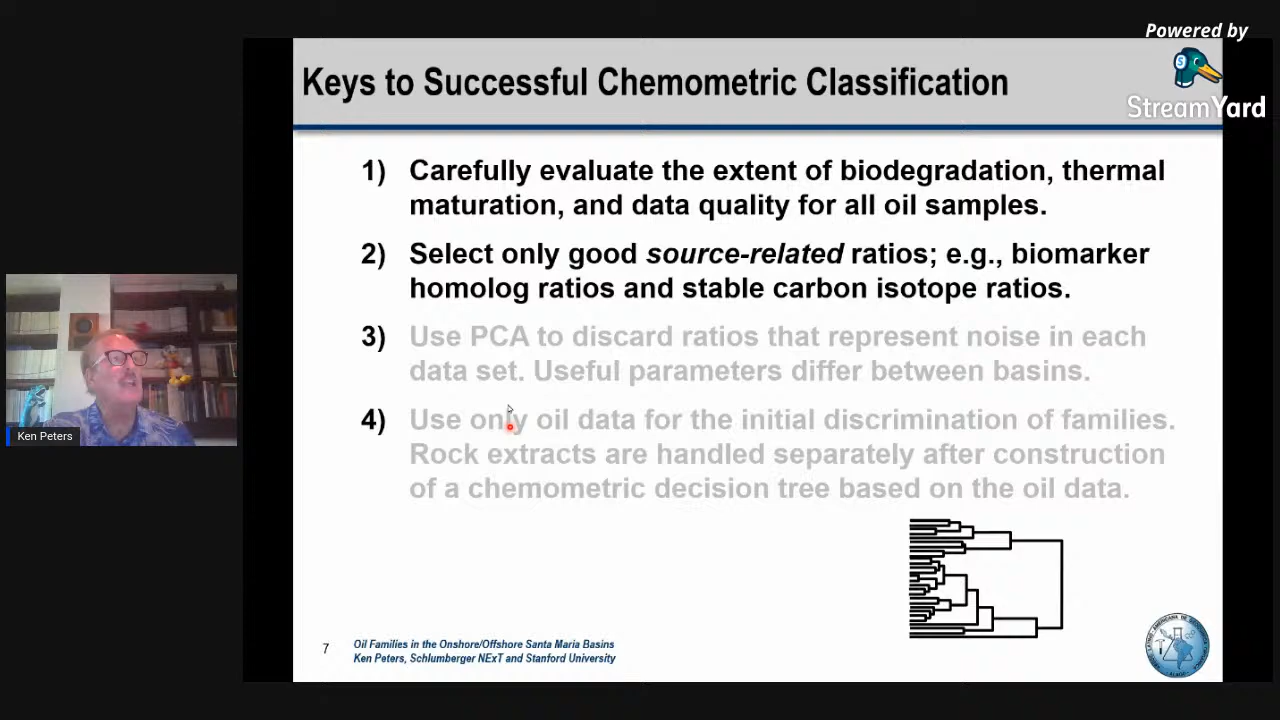 Powered by
StreamYard
Keys to Successful Chemometric Classification
1) Carefully evaluate the extent of biodegradation, thermal
maturation, and data quality for all oil samples.
2) Select only good source-related ratios; e.g., biomarker
homolog ratios and stable carbon isotope ratios.
3) Use PCA to discard ratios that represent noise in each
data set. Useful parameters differ between basins.
4) Use only oil data for the initial discrimination of families.
Rock extracts are handled separately after construction
of a chemometric decision tree based on the oil data.
Ken Peters
7
Oil Families in the Onshore/Offshore Santa Maria Basins
Ken Peters, Schlumberger NExT and Stanford University